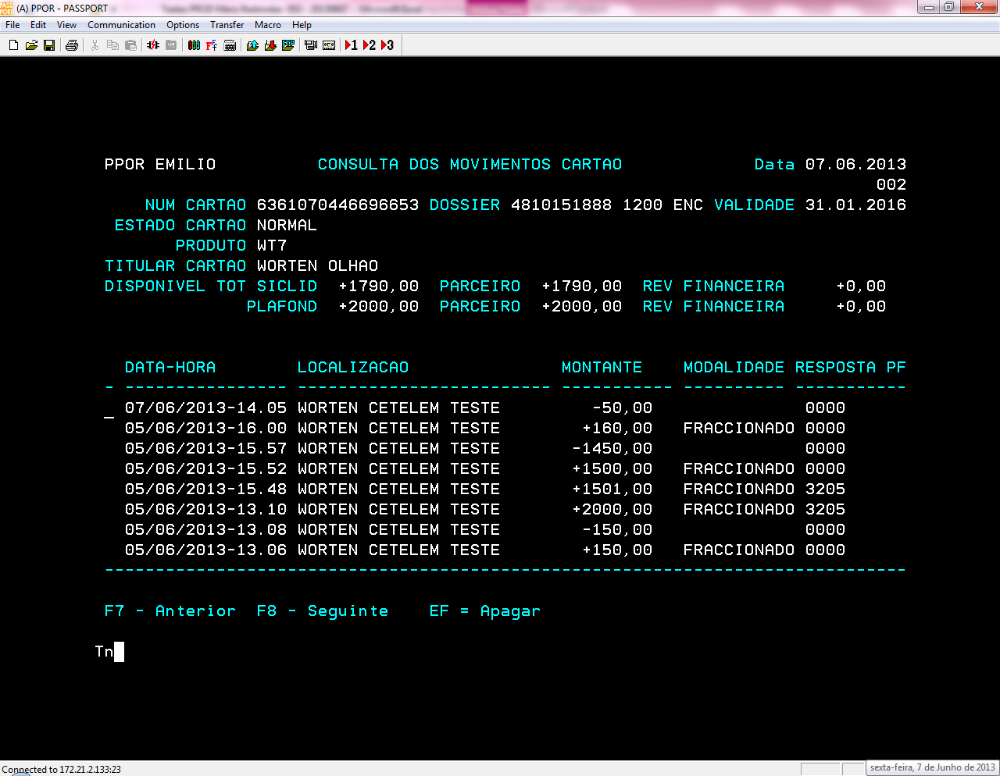 (A) PPOR - PASSPORT
File Edit View Communication Options Transfer Macro Help
1 2 3
PPOR EMILIO CONSULTA DOS MOVIMENTOS CARTAO Data 07.06.2013
002
NUM CARTAO 6361070446696653 DOSSIER 4810151888 1200 ENC VALIDADE 31.01.2016
ESTADO CARTAO NORMAL
PRODUTO WT7
TITULAR CARTAO WORTEN OLHAO
DISPONIVEL TOT SICLID +1790,00 PARCEIRO +1790,00 REV FINANCEIRA +0,00
PLAFOND +2000,00 PARCEIRO +2000,00 REV FINANCEIRA +0,00
DATA-HORA LOCALIZACAO MONTANTE MODALIDADE RESPOSTA PF
- ---------------- ------------------------- ----------- ---------- -----------
_ 07/06/2013-14.05 WORTEN CETELEM TESTE -50,00 0000
05/06/2013-16.00 WORTEN CETELEM TESTE +160,00 FRACCIONADO 0000
05/06/2013-15.57 WORTEN CETELEM TESTE -1450,00 0000
05/06/2013-15.52 WORTEN CETELEM TESTE +1500,00 FRACCIONADO 0000
05/06/2013-15.48 WORTEN CETELEM TESTE +1501,00 FRACCIONADO 3205
05/06/2013-13.10 WORTEN CETELEM TESTE +2000,00 FRACCIONADO 3205
05/06/2013-13.08 WORTEN CETELEM TESTE -150,00 0000
05/06/2013-13.06 WORTEN CETELEM TESTE +150,00 FRACCIONADO 0000
-------------------------------------------------------------------------------
F7 - Anterior F8 - Seguinte EF = Apagar
Tn
Connected to 172.21.2.133:23
sexta-feira, 7 de Junho de 2013